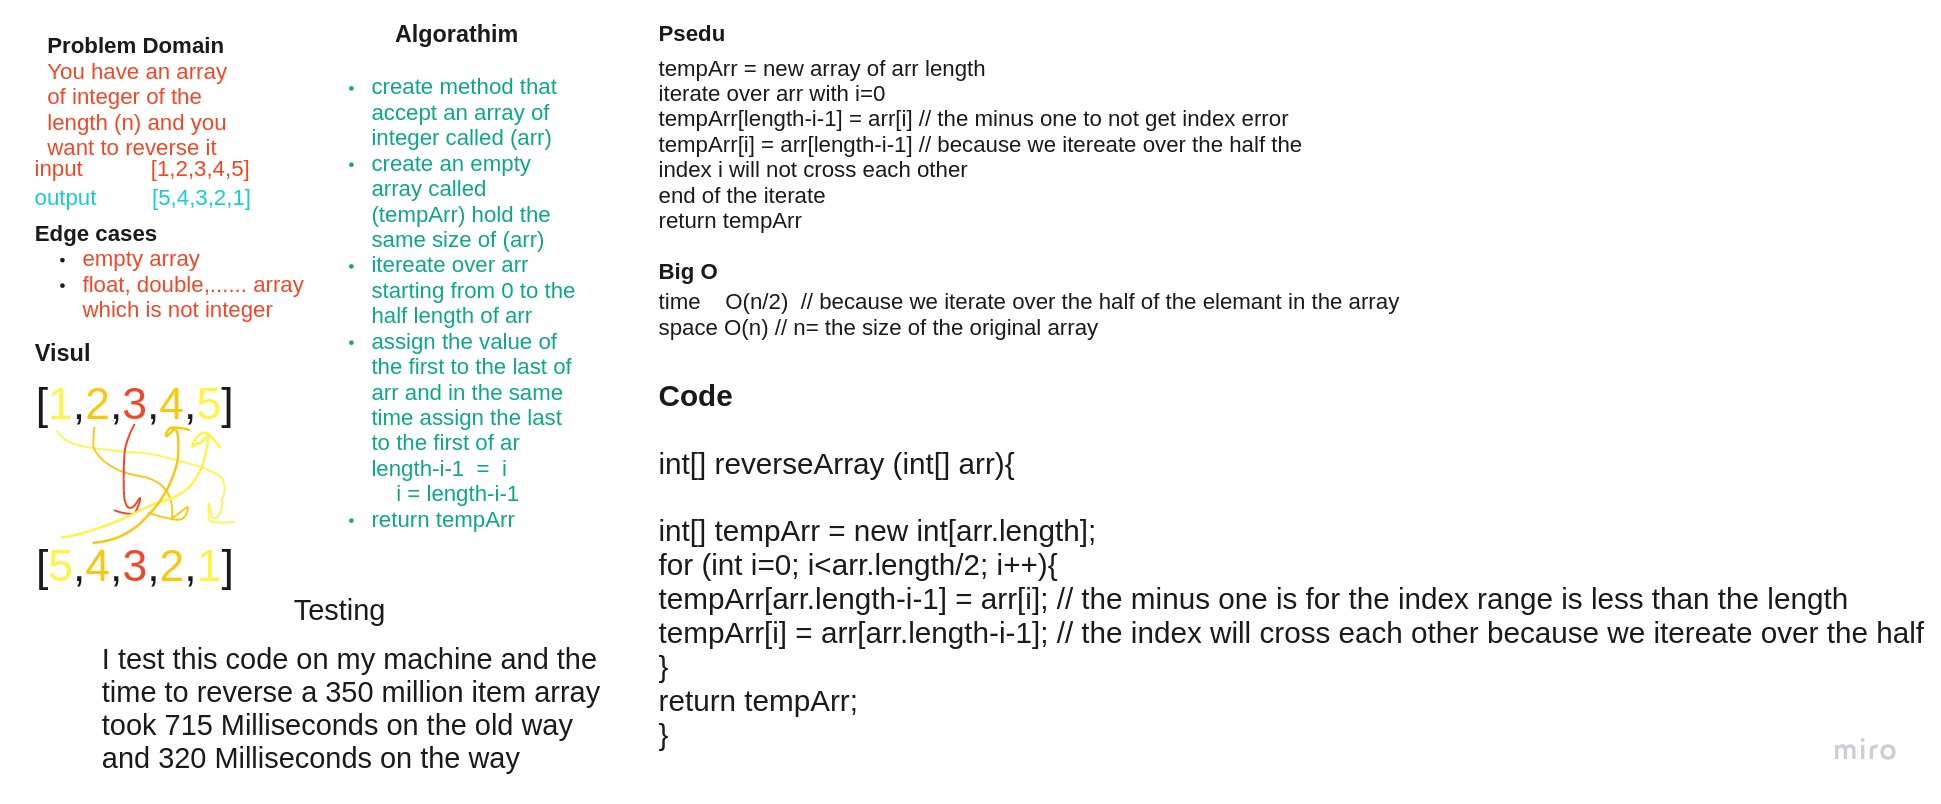 Problem Domain
You have an array
of integer of the
length (n) and you
want to reverse it
input [1,2,3,4,5]
output [5,4,3,2,1]
Edge cases
• empty array
• float, double,...... array
which is not integer
Visul
[1,2,3,4,5]
[5,4,3,2,1]
Algorathim
• create method that
accept an array of
integer called (arr)
• create an empty
array called
(tempArr) hold the
same size of (arr)
• itereate over arr
starting from 0 to the
half length of arr
• assign the value of
the first to the last of
arr and in the same
time assign the last
to the first of ar
length-i-1 = i
i = length-i-1
• return tempArr
Testing
I test this code on my machine and the
time to reverse a 350 million item array
took 715 Milliseconds on the old way
and 320 Milliseconds on the way
Psedu
tempArr = new array of arr length
iterate over arr with i=0
tempArr[length-i-1] = arr[i] // the minus one to not get index error
tempArr[i] = arr[length-i-1] // because we itereate over the half the
index i will not cross each other
end of the iterate
return tempArr
Big O
time O(n/2) // because we iterate over the half of the elemant in the array
space O(n) // n= the size of the original array
Code
int[] reverseArray (int[] arr){
int[] tempArr = new int[arr.length];
for (int i=0; i<arr.length/2; i++){
tempArr[arr.length-i-1] = arr[i]; // the minus one is for the index range is less than the length
tempArr[i] = arr[arr.length-i-1]; // the index will cross each other because we itereate over the half
}
return tempArr;
}
miro